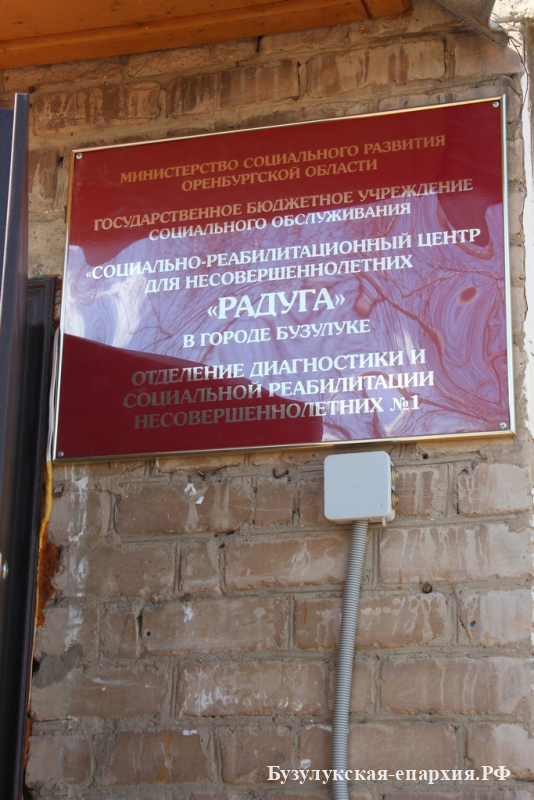 МИНИСТЕРСТВО СОЦИАЛЬНОГО РАЗВИТИЯ
ОРЕНБУРГСКОЙ ОБЛАСТИ
ГОСУДАРСТВЕННОЕ БЮДЖЕТНОЕ УЧРЕЖДЕНИЕ
СОЦИАЛЬНОГО ОБСЛУЖИВАНИЯ
«СОЦИАЛЬНО-РЕАБИЛИТАЦИОННЫЙ ЦЕНТР
ДЛЯ НЕСОВЕРШЕННОЛЕТНИХ
«РАДУГА»
В ГОРОДЕ БУЗУЛУКЕ
ОТДЕЛЕНИЕ ДИАГНОСТИКИ И
СОЦИАЛЬНОЙ РЕАБИЛИТАЦИИ
НЕСОВЕРШЕННОЛЕТНИХ №1
Бузулукская-епархия.РФ